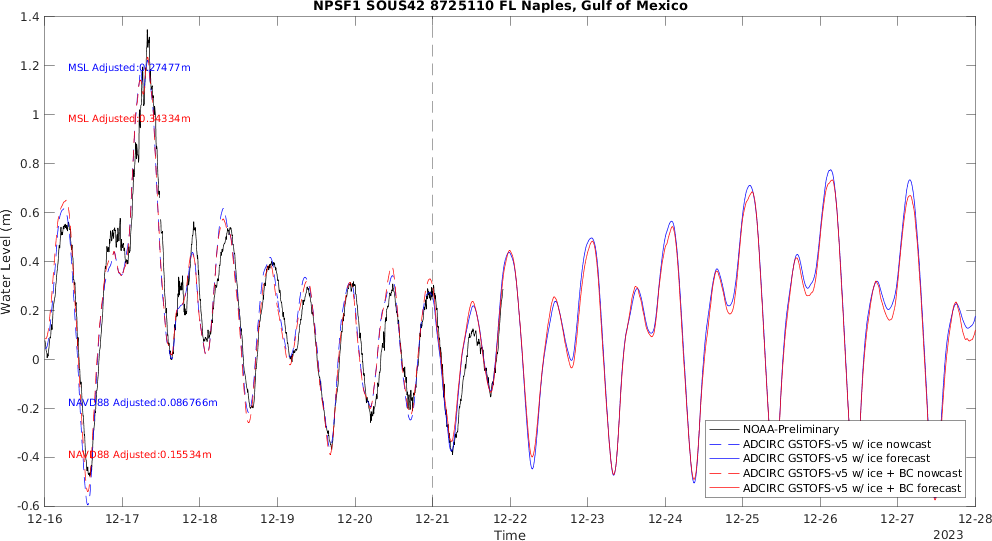 NPSF1 SOUS42 8725110 FL Naples, Gulf of Mexico
Water Level (m)
1.4
1.2
1
0.8
0.6
0.4
0.2
0
-0.2
-0.4
-0.6
MSL Adjusted:0.27477m
MSL Adjusted:0.34334m
NAVD88 Adjusted:0.086766m
NAVD88 Adjusted:0.15534m
NOAA-Preliminary
ADCIRC GSTOFS-v5 w/ ice nowcast
ADCIRC GSTOFS-v5 w/ ice forecast
ADCIRC GSTOFS-v5 w/ ice + BC nowcast
ADCIRC GSTOFS-v5 w/ ice + BC forecast
12-16 12-17 12-18 12-19 12-20 12-21 12-22 12-23 12-24 12-25 12-26 12-27 12-28
Time
2023